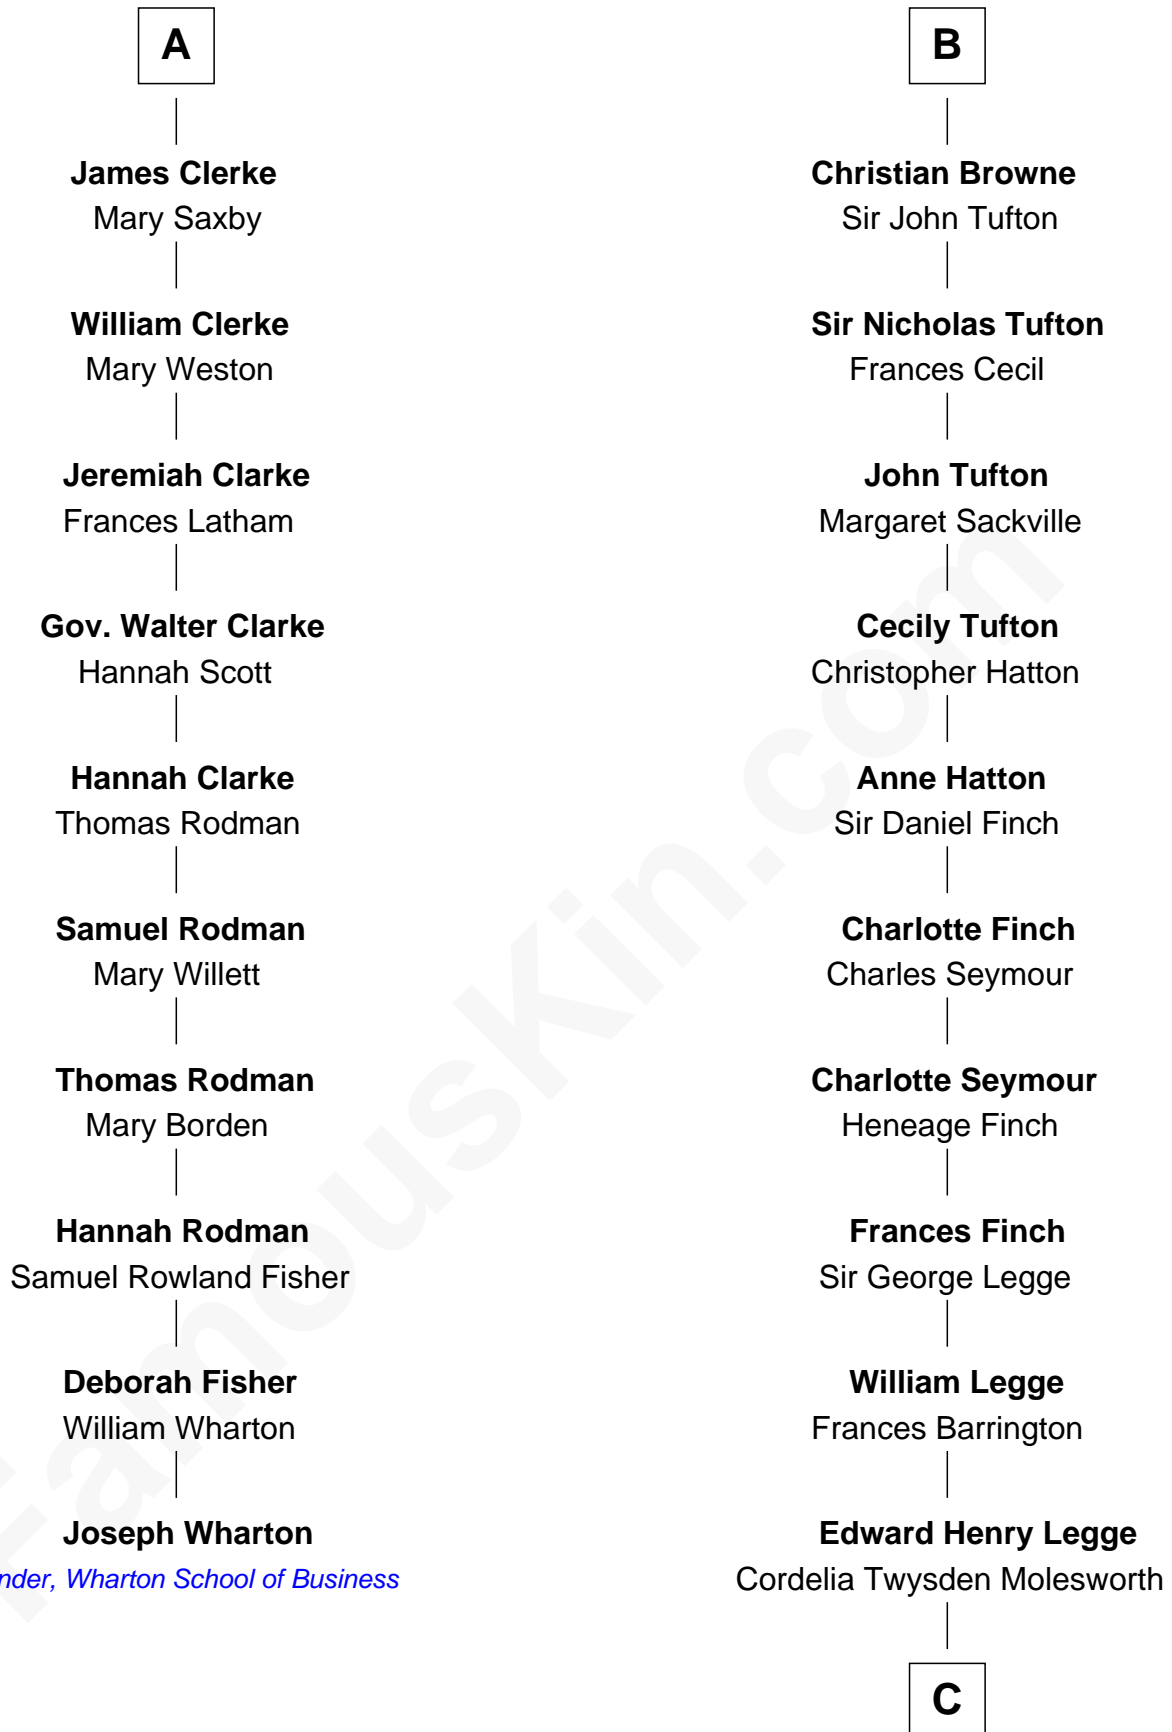 A
James Clerke
Mary Saxby
William Clerke
Mary Weston
Jeremiah Clarke
Frances Latham
Gov. Walter Clarke
Hannah Scott
Hannah Clarke
Thomas Rodman
Samuel Rodman
Mary Willett
Thomas Rodman
Mary Borden
Hannah Rodman
Samuel Rowland Fisher
Deborah Fisher
William Wharton
Joseph Wharton
nder, Wharton School of Business
B
Christian Browne
Sir John Tufton
Sir Nicholas Tufton
Frances Cecil
John Tufton
Margaret Sackville
Cecily Tufton
Christopher Hatton
Anne Hatton
Sir Daniel Finch
Charlotte Finch
Charles Seymour
Charlotte Seymour
Heneage Finch
Frances Finch
Sir George Legge
William Legge
Frances Barrington
Edward Henry Legge
Cordelia Twysden Molesworth
C
FamousKin.com